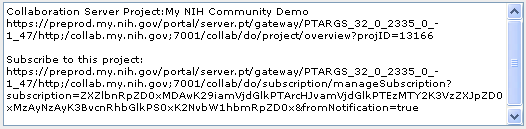 Collaboration Server Project:My NIH Community Demo
https://preprod.my.nih.gov/portal/server.pt/gateway/PTARGS_32_0_2335_0_-
1_47/http;/collab.my.nih.gov;7001/collab/do/project/overview?projID=13166

Subscribe to this project:
https://preprod.my.nih.gov/portal/server.pt/gateway/PTARGS_32_0_2335_0_-
1_47/http;/collab.my.nih.gov;7001/collab/do/subscription/manageSubscription?
subscription=ZXZlbnRpZD0xMDAwK29iamVjdGlkPTArcHJvamVjdGlkPTEzMTY2K3VzZXJpZD0
xMzAyNzAyK3BvcnRhbGlkPS0xK2NvbW1hbmRpZD0x&fromNotification=true